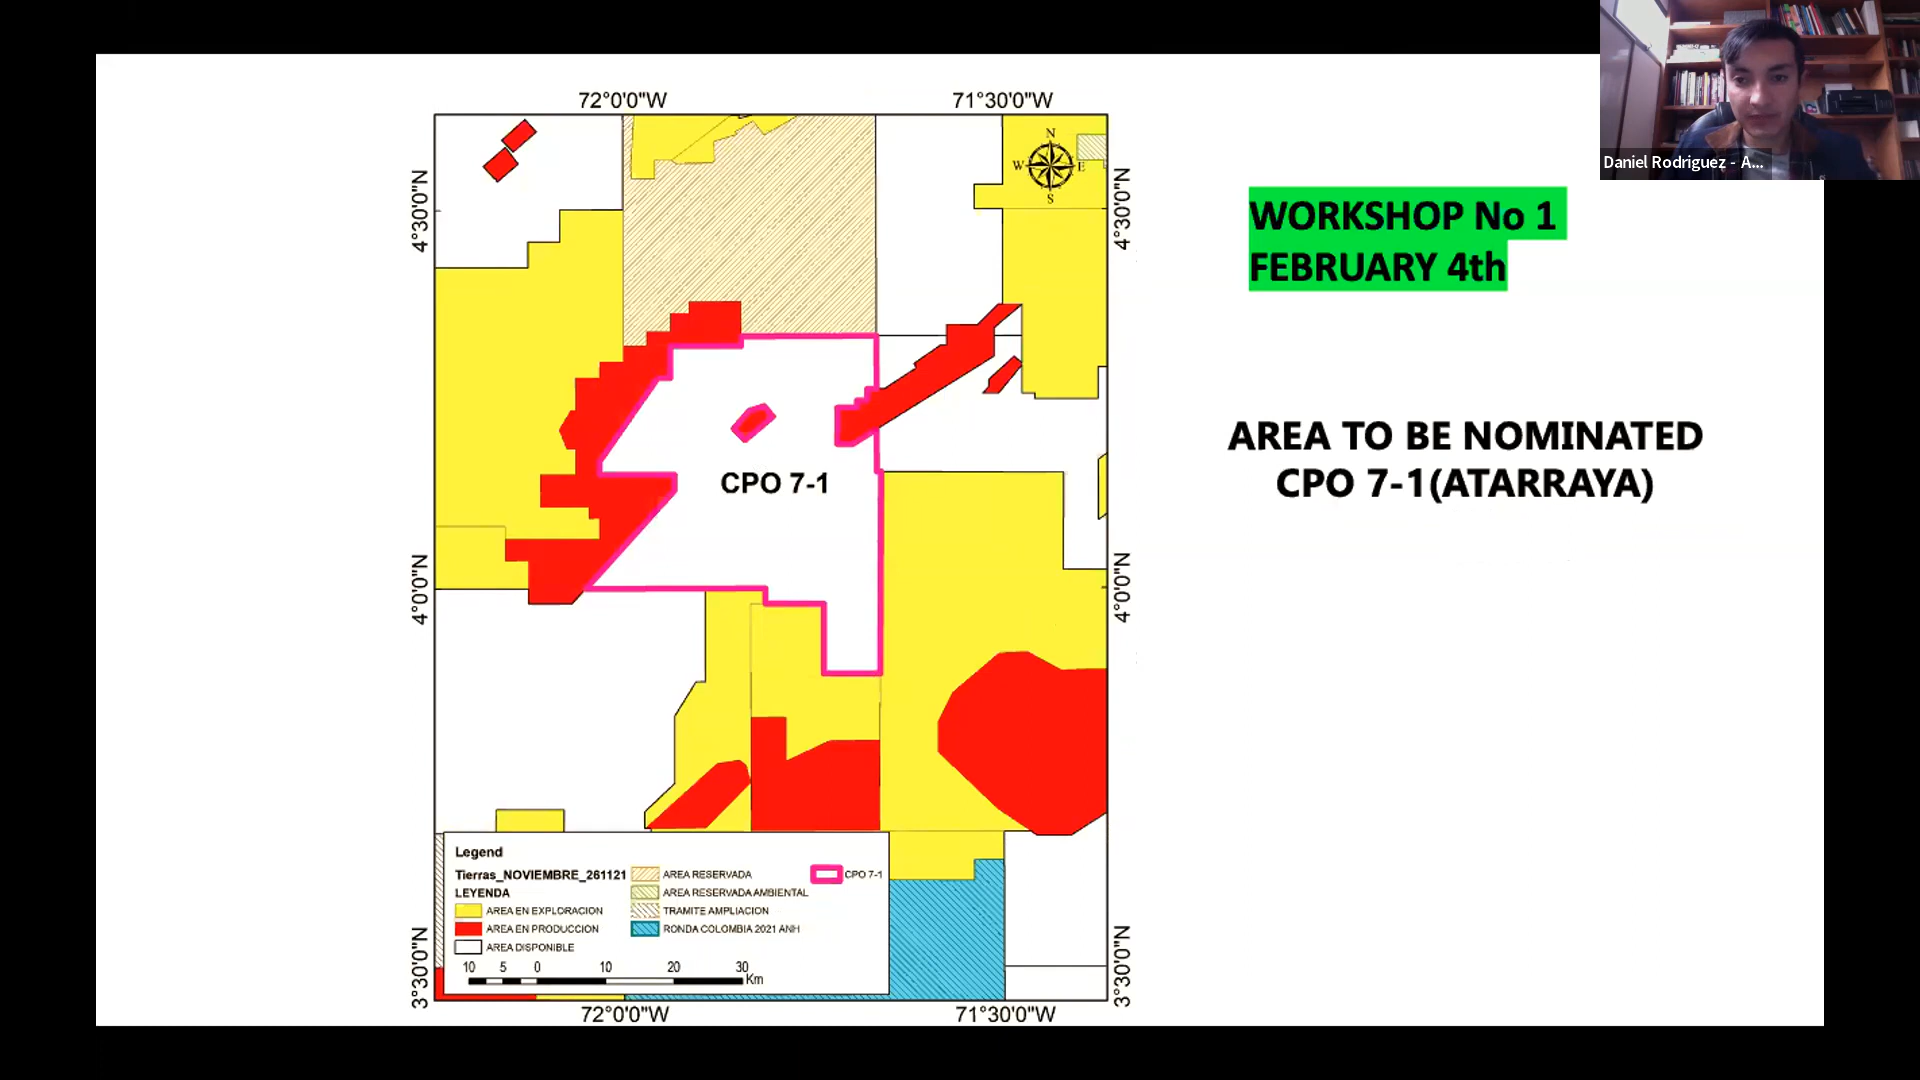 Daniel Rodriguez - A...
72°0'0"W
71°30'0"W
N
W
E
S
4°30'0"N
4°30'0"N
WORKSHOP No 1
FEBRUARY 4th
AREA TO BE NOMINATED
CPO 7-1(ATARRAYA)
CPO 7-1
4°0'0"N
4°0'0"N
Legend
Tierras_NOVIEMBRE_261121
LEYENDA
AREA EN EXPLORACION
AREA EN PRODUCCION
AREA DISPONIBLE
AREA RESERVADA
AREA RESERVADA AMBIENTAL
TRAMITE AMPLIACION
RONDA COLOMBIA 2021 ANH
CPO 7-1
10 5 0 10 20 30
Km
3°30'0"N
3°30'0"N
72°0'0"W
71°30'0"W